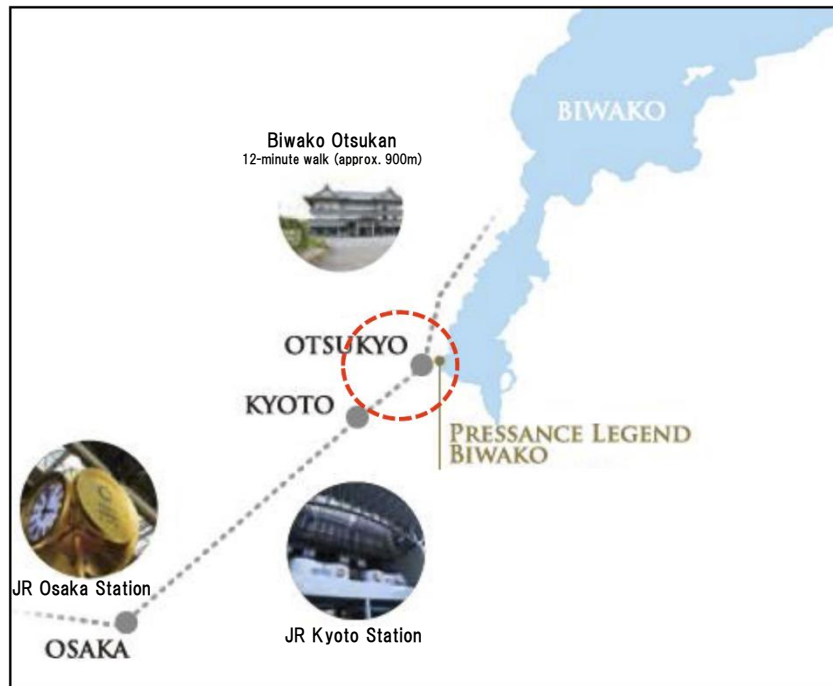 BIWAKO
Biwako Otsukan
12-minute walk (approx. 900m)
OTSUKYO
KYOTO
PRESSANCE LEGEND
BIWAKO
JR Osaka Station
JR Kyoto Station
OSAKA